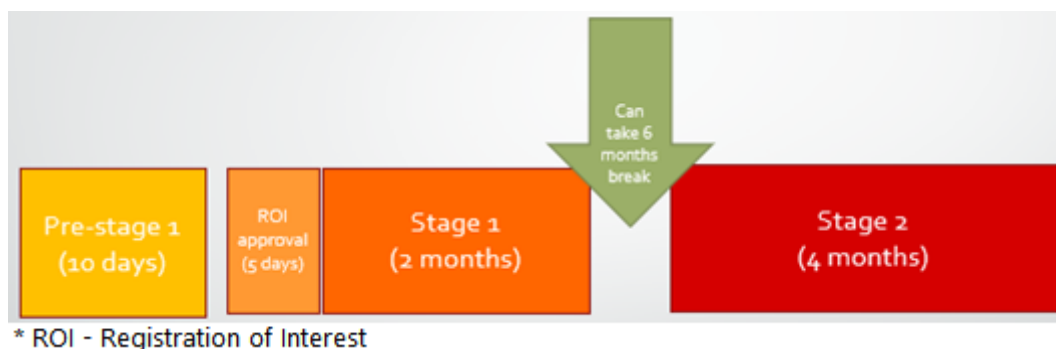 Pre-stage 1
(10 days)
ROI
approval
(5 days)
Stage 1
(2 months)
Can
take 6
months
break
Stage 2
(4 months)
* ROI - Registration of Interest